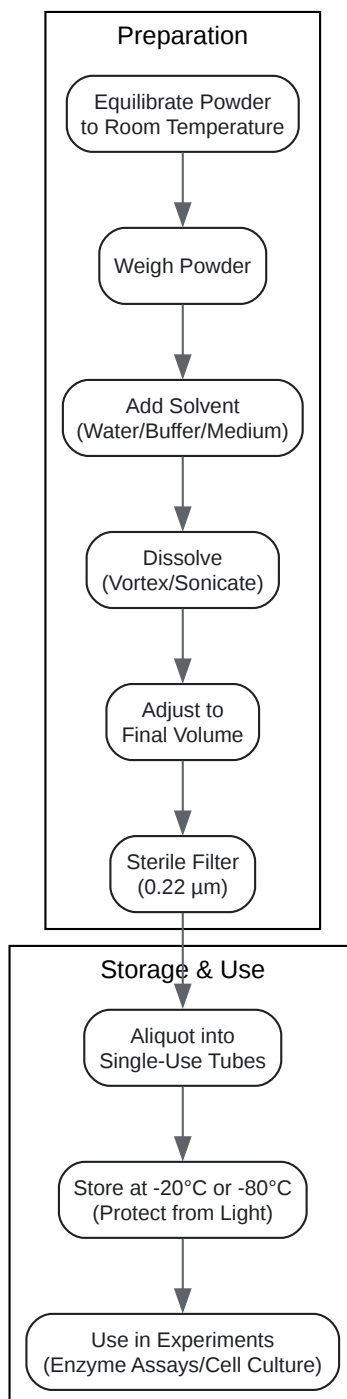 Preparation
Equilibrate Powder
to Room Temperature
Weigh Powder
Add Solvent
(Water/Buffer/Medium)
Dissolve
(Vortex/Sonicate)
Adjust to
Final Volume
Sterile Filter
(0.22 µm)
Storage & Use
Aliquot into
Single-Use Tubes
Store at -20°C or -80°C
(Protect from Light)
Use in Experiments
(Enzyme Assays/Cell Culture)